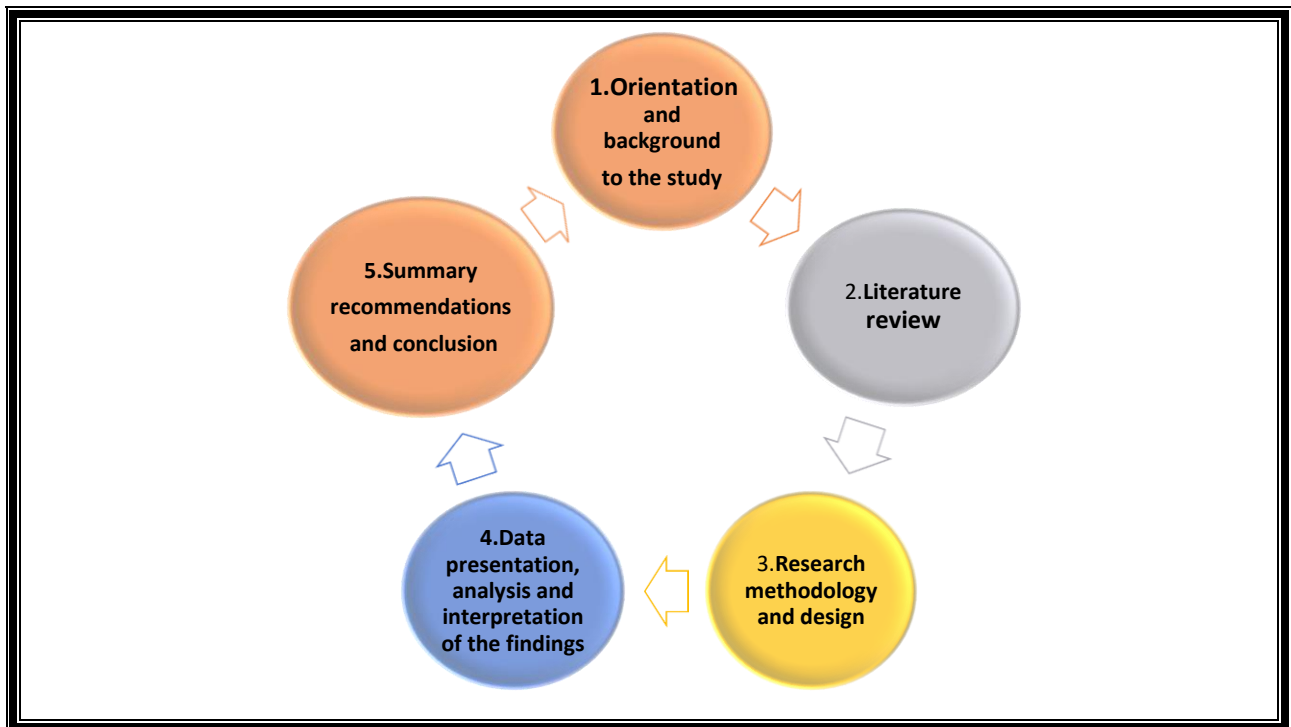 1.Orientation
and
background
to the study
2.Literature
review
3.Research
methodology
and design
4.Data
presentation,
analysis and
interpretation
of the findings
5.Summary
recommendations
and conclusion